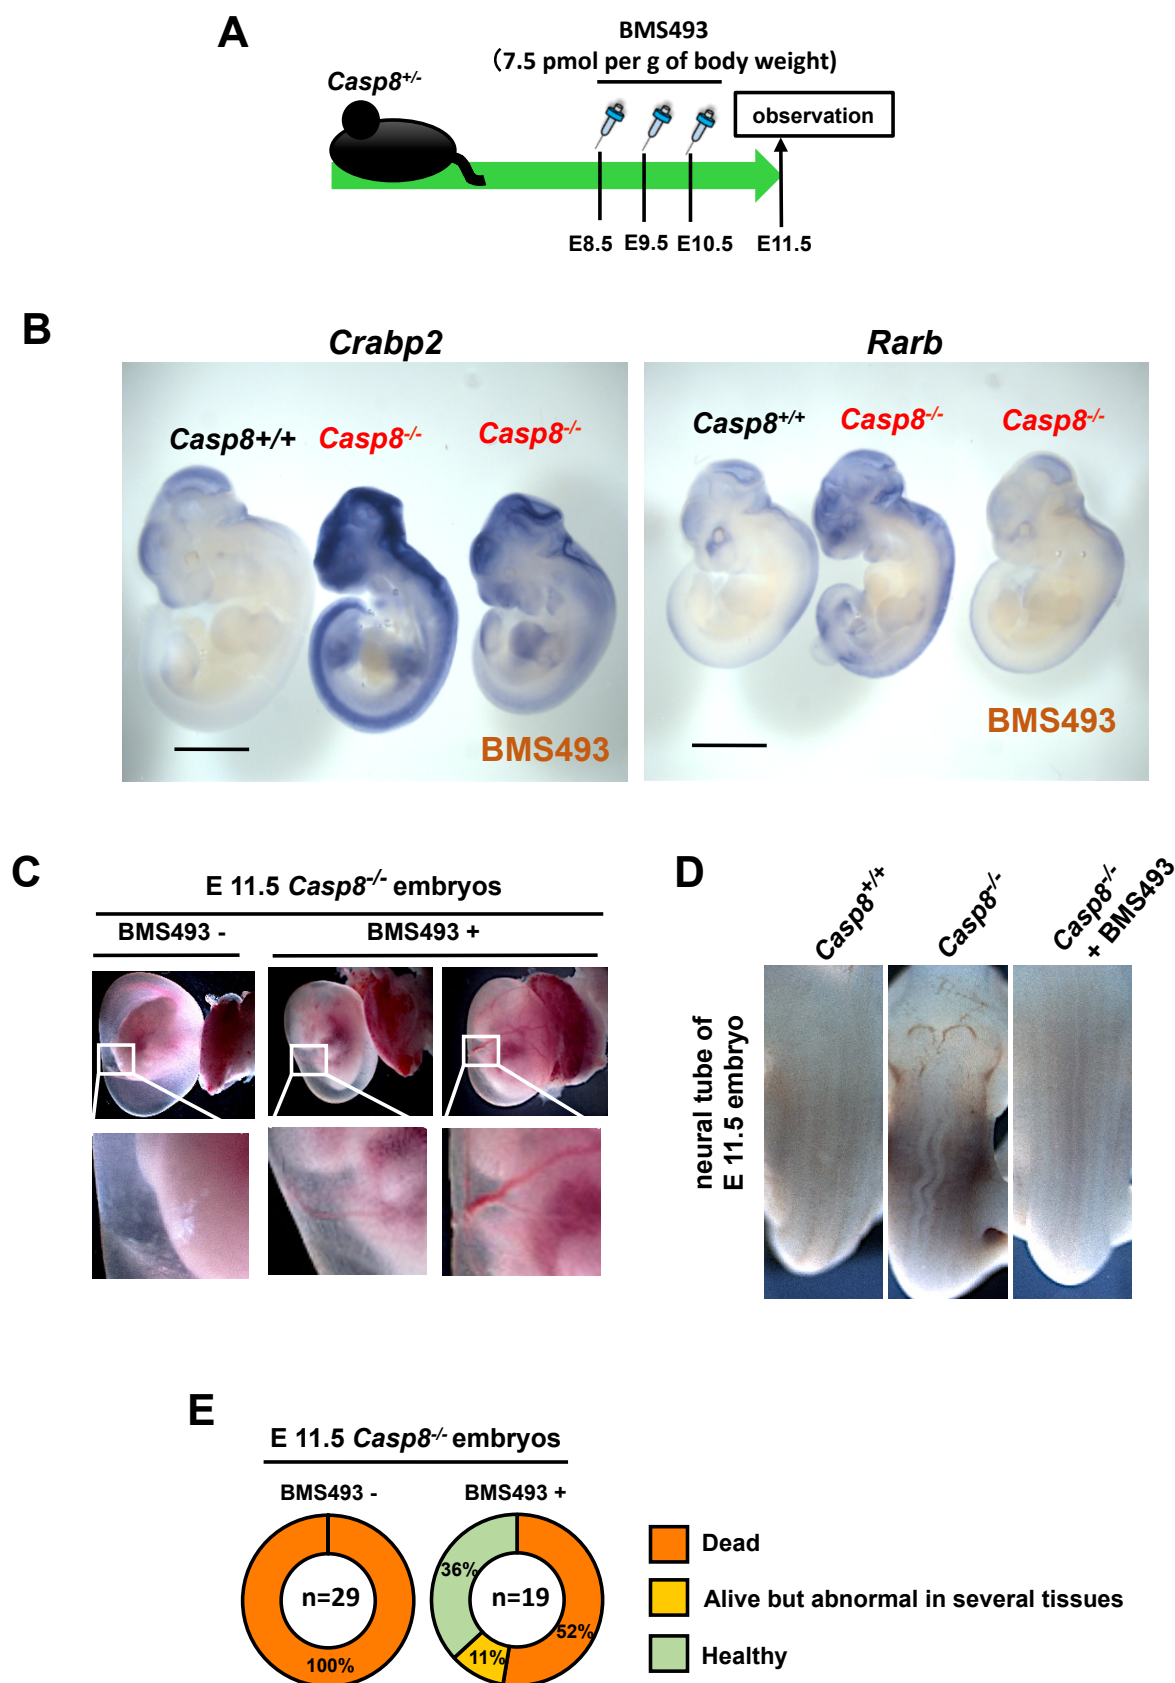 A
BMS493
(7.5 pmol per g of body weight)
Casp8+/-
observation
E8.5 E9.5 E10.5 E11.5
B
Crabp2
Rarb
Casp8+/+ Casp8-/- Casp8-/-
Casp8+/+ Casp8-/- Casp8-/-
BMS493
BMS493
C
E 11.5 Casp8-/- embryos
BMS493 - BMS493 +
D
Casp8+/+
Casp8-/-
Casp8-/-
+ BMS493
neural tube of
E 11.5 embryo
E
E 11.5 Casp8-/- embryos
BMS493 - BMS493 +
n=29
100%
36%
n=19
52%
11%
Dead
Alive but abnormal in several tissues
Healthy